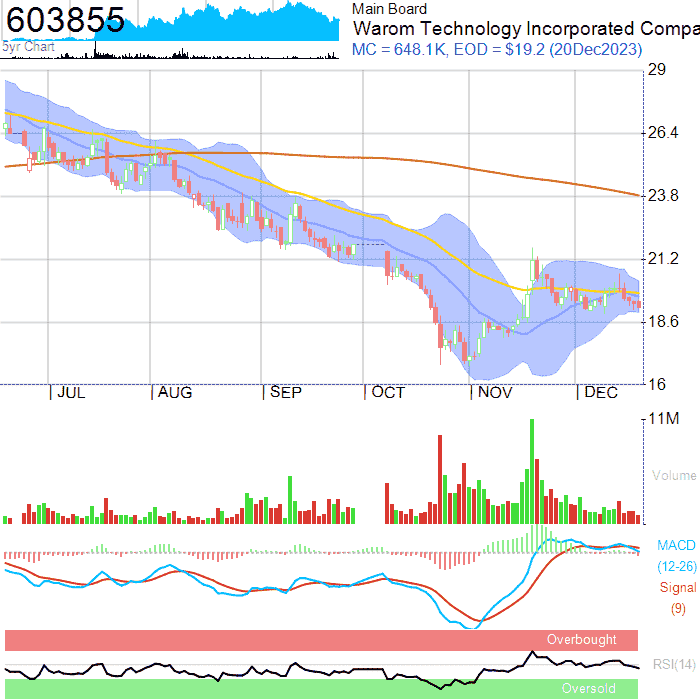 603855
5yr Chart
Main Board
Warom Technology Incorporated Compa
MC = 648.1K, EOD = $19.2 (20Dec2023)
29
26.4
23.8
21.2
18.6
16
JUL
AUG
SEP
OCT
NOV
DEC
11M
Volume
MACD
(12-26)
Signal
(9)
Overbought
RSI(14)
Oversold